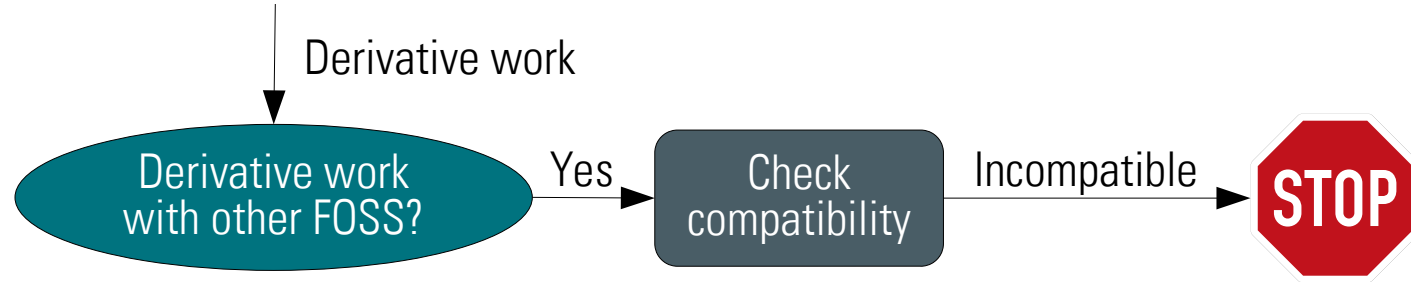 Derivative work
Derivative work
with other FOSS?
Yes
Check
compatibility
Incompatible
STOP